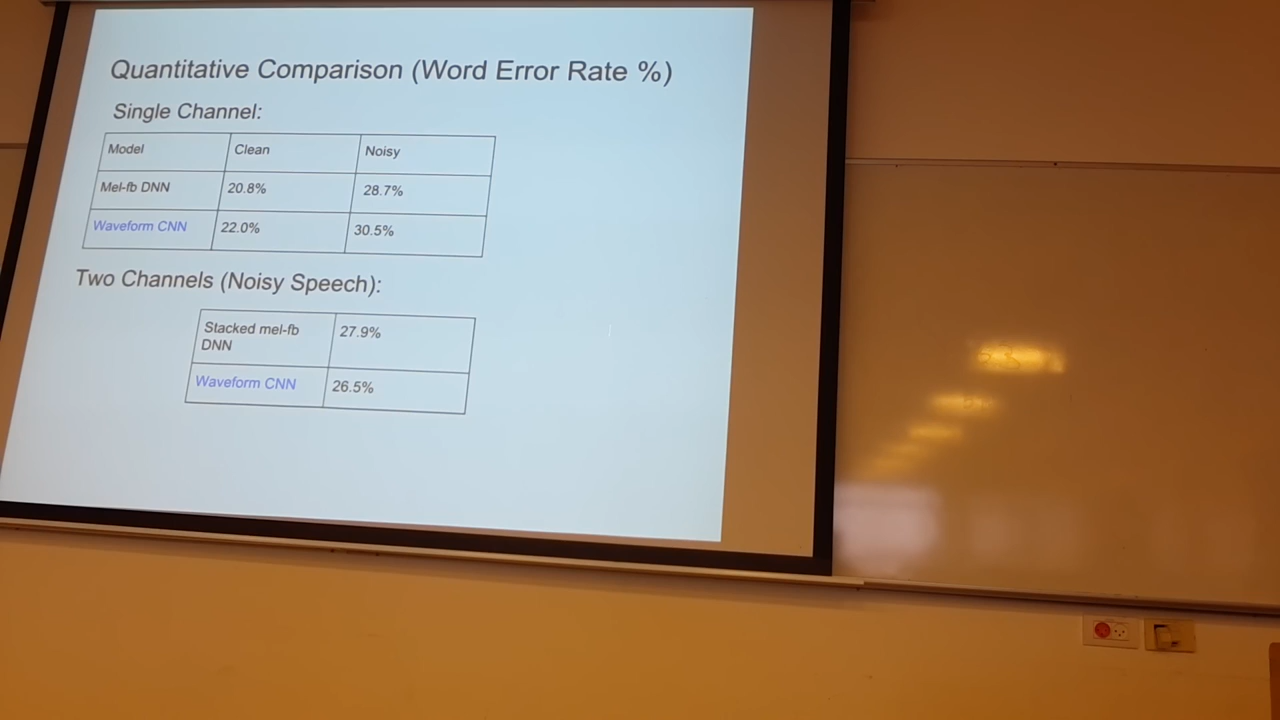 Quantitative Comparison (Word Error Rate %)
Single Channel:
Model Clean Noisy
Mel-fb DNN 20.8% 28.7%
Waveform CNN 22.0% 30.5%
Two Channels (Noisy Speech):
Stacked mel-fb DNN 27.9%
Waveform CNN 26.5%